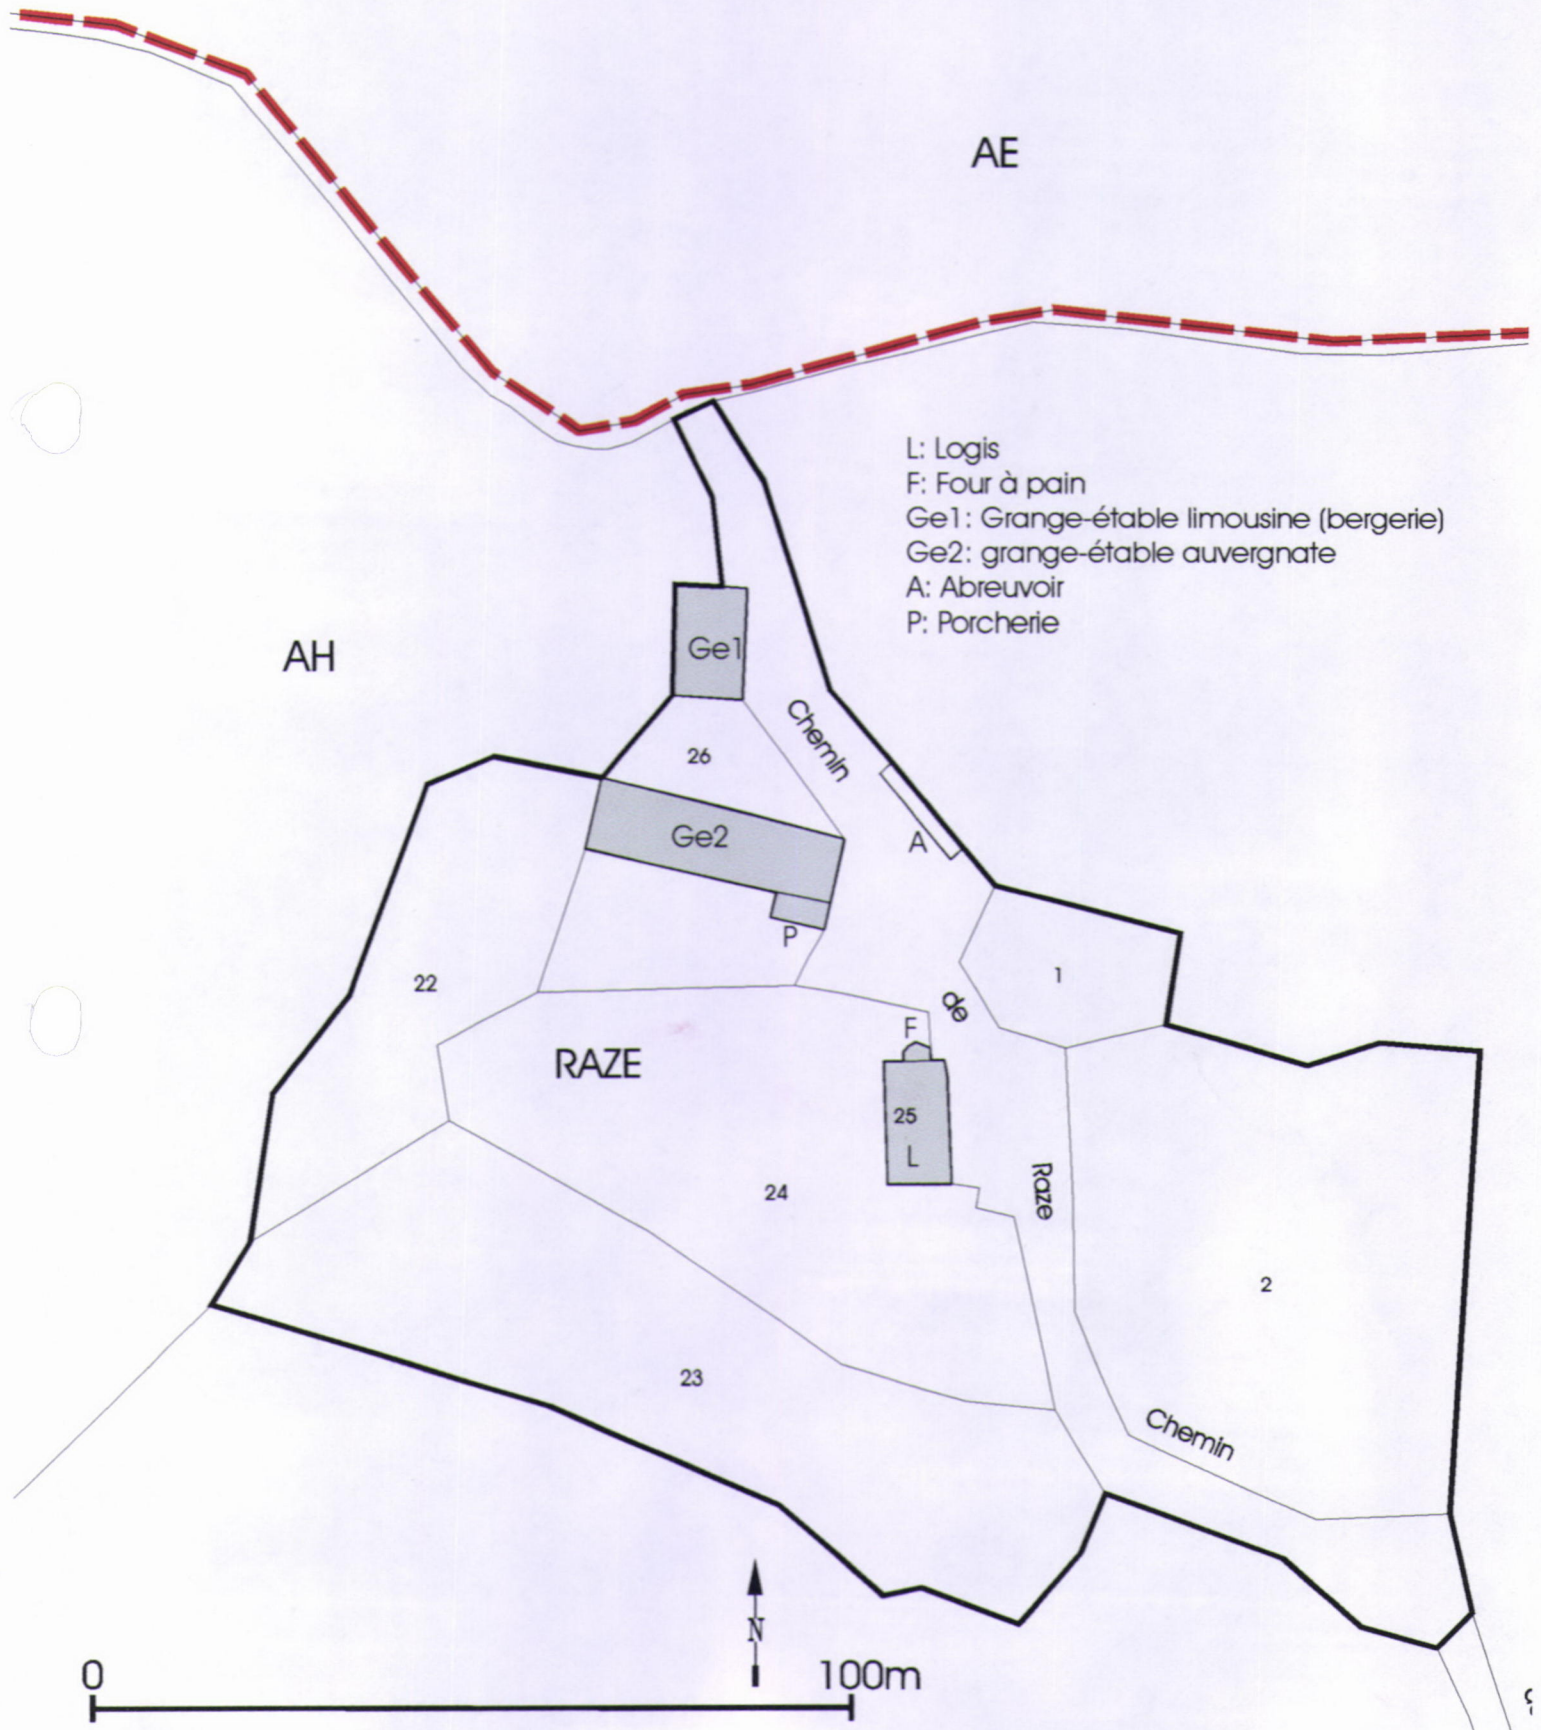 AE
L: Logis
F: Four à pain
Ge1: Grange-étable limousine (bergerie)
Ge2: grange-étable auvergnate
A: Abreuvoir
P: Porcherie
AH
Ge1
Chemin
26
Ge2
A
P
22
1
de
F
RAZE
25
L
Raze
24
2
23
Chemin
N
0
100m